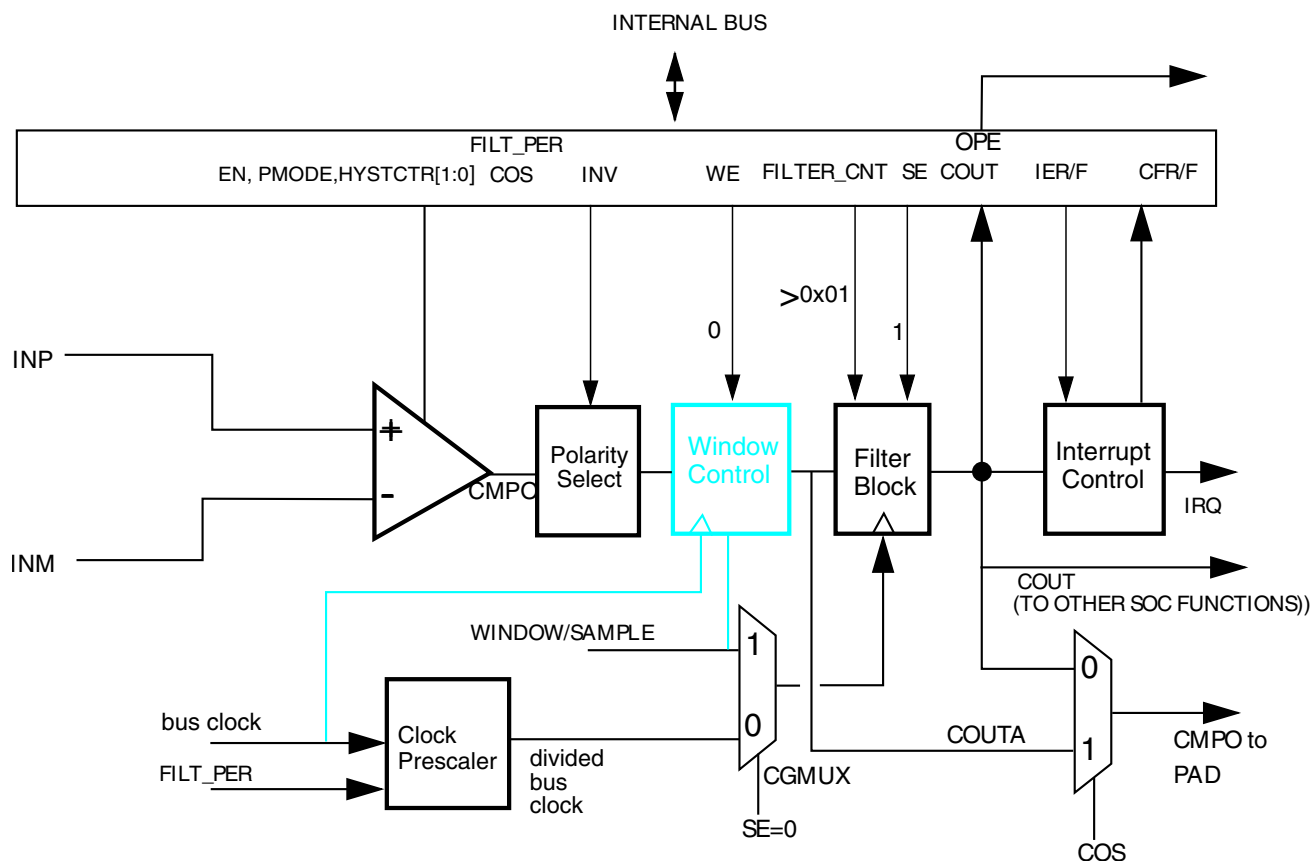 INTERNAL BUS
FILT_PER
OPE
EN, PMODE,HYSTCTR[1:0]
COS
INV
WE
FILTER_CNT
SE
COUT
IER/F
CFR/F
>0x01
0
1
INP
INM
+
-
CMPO
Polarity
Select
Window
Control
Filter
Block
Interrupt
Control
IRQ
COUT
(TO OTHER SOC FUNCTIONS))
WINDOW/SAMPLE
1
0
0
1
bus clock
FILT_PER
Clock
Prescaler
divided
bus
clock
CGMUX
SE=0
COUTA
CMPO to
PAD
COS